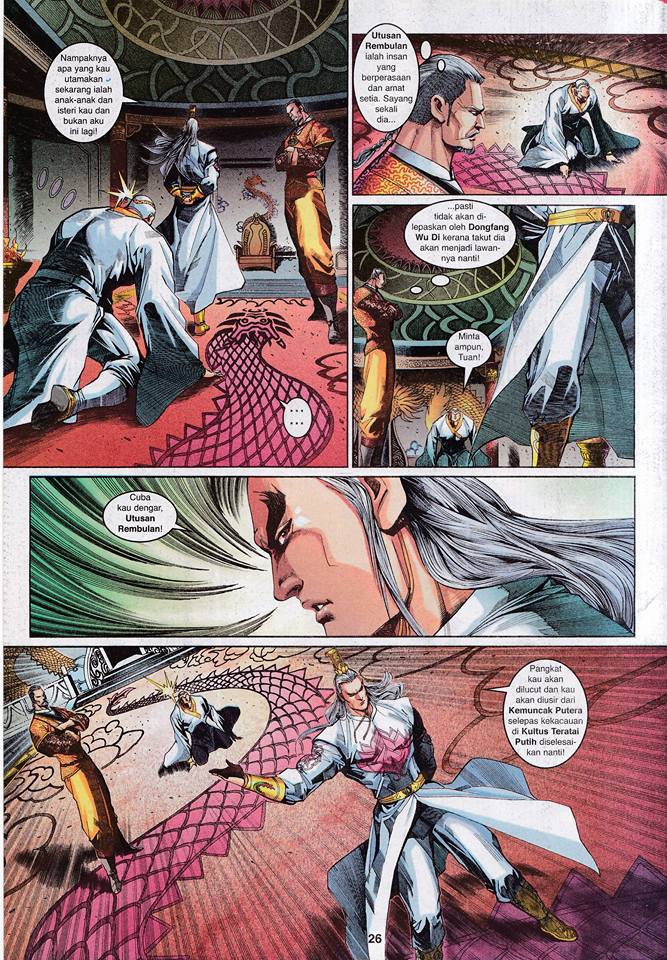 Nampaknya
apa yang kau
utamakan
sekarang ialah
anak-anak dan
isteri kau dan
bukan aku
ini lagi!
...
...
Utusan
Rembulan
ialah insan
yang
berperasaan
dan amat
setia. Sayang
sekali
dia...
...pasti
tidak akan di-
lepaskan oleh Dongfang
Wu Di kerana takut dia
akan menjadi lawan-
nya nanti!
Minta
ampun,
Tuan!
Cuba
kau dengar,
Utusan
Rembulan!
Pangkat
kau akan
dilucut dan kau
akan diusir dari
Kemuncak Putera
selepas kekacauan
di Kultus Teratai
Putih diselesai-
kan nanti!
26